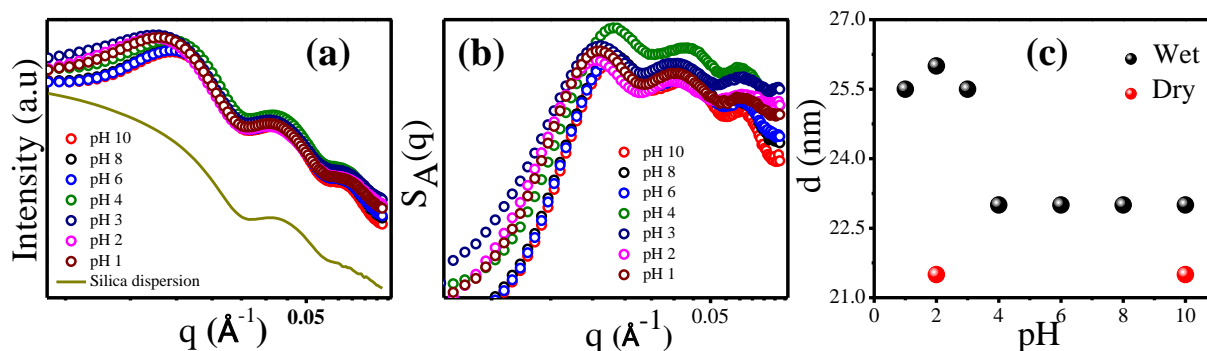 (a)
Intensity (a.u)
pH 10
pH 8
pH 6
pH 4
pH 3
pH 2
pH 1
Silica dispersion
0.05
q (Å-1)
(b)
SA(q)
pH 10
pH 8
pH 6
pH 4
pH 3
pH 2
pH 1
0.05
q (Å-1)
(c)
Wet
Dry
d (nm)
27.0
25.5
24.0
22.5
21.0
0
2
4
6
8
10
pH